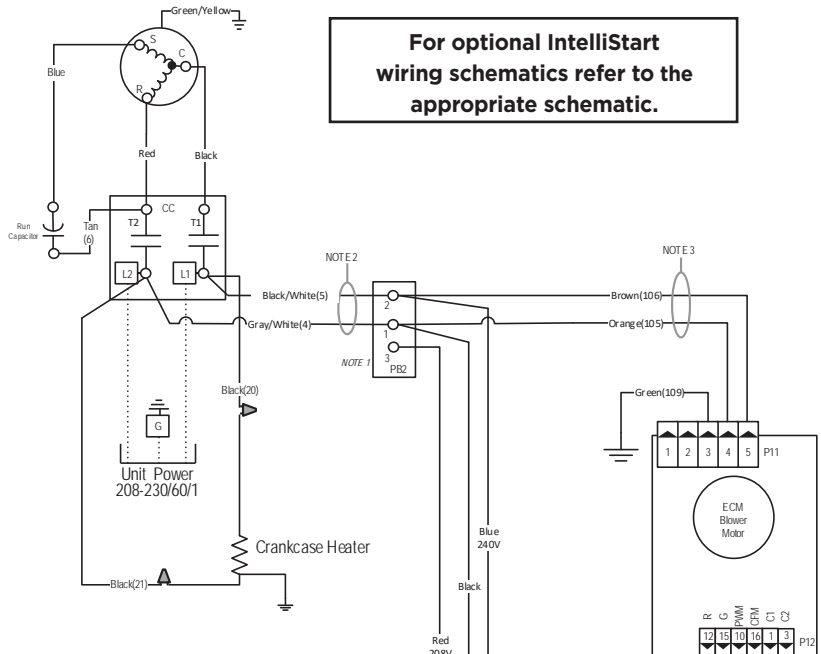 Green/Yellow
For optional IntelliStart
wiring schematics refer to the
appropriate schematic.
S
C
R
Blue
Red
Black
CC
T2
T1
Run
Capacitor
Tan
(6)
L2
L1
NOTE 2
NOTE 3
Black/White(5)
Brown(106)
2
Gray/White(4)
Orange(105)
1
NOTE 1
3
PB2
Black(20)
Green(109)
G
1 2 3 4 5 P11
Unit Power
208-230/60/1
ECM
Blower
Motor
Blue
240V
Crankcase Heater
Black(21)
Black
Red
208V
R G PWM CFM C1 C2
12 15 10 16 1 3 P12